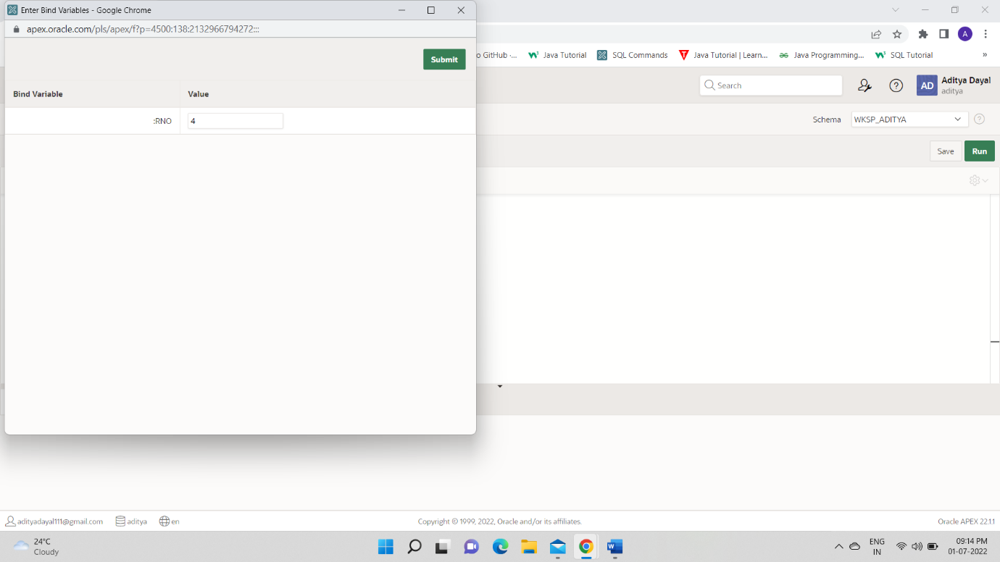 Enter Bind Variables - Google Chrome
apex.oracle.com/pls/apex/f?p=4500:138:2132966794272:::
A
o GitHub -...
Java Tutorial
SQL Commands
Java Tutorial | Learn...
Java Programming...
SQL Tutorial
»
Submit
Search
AD
Aditya Dayal
aditya
Bind Variable
Value
:RNO
4
Schema
WKSP_ADITYA
Save
Run
adityadayal111@gmail.com
aditya
en
Copyright © 1999, 2022, Oracle and/or its affiliates.
Oracle APEX 22.1.1
24°C
Cloudy
ENG
IN
09:14 PM
01-07-2022